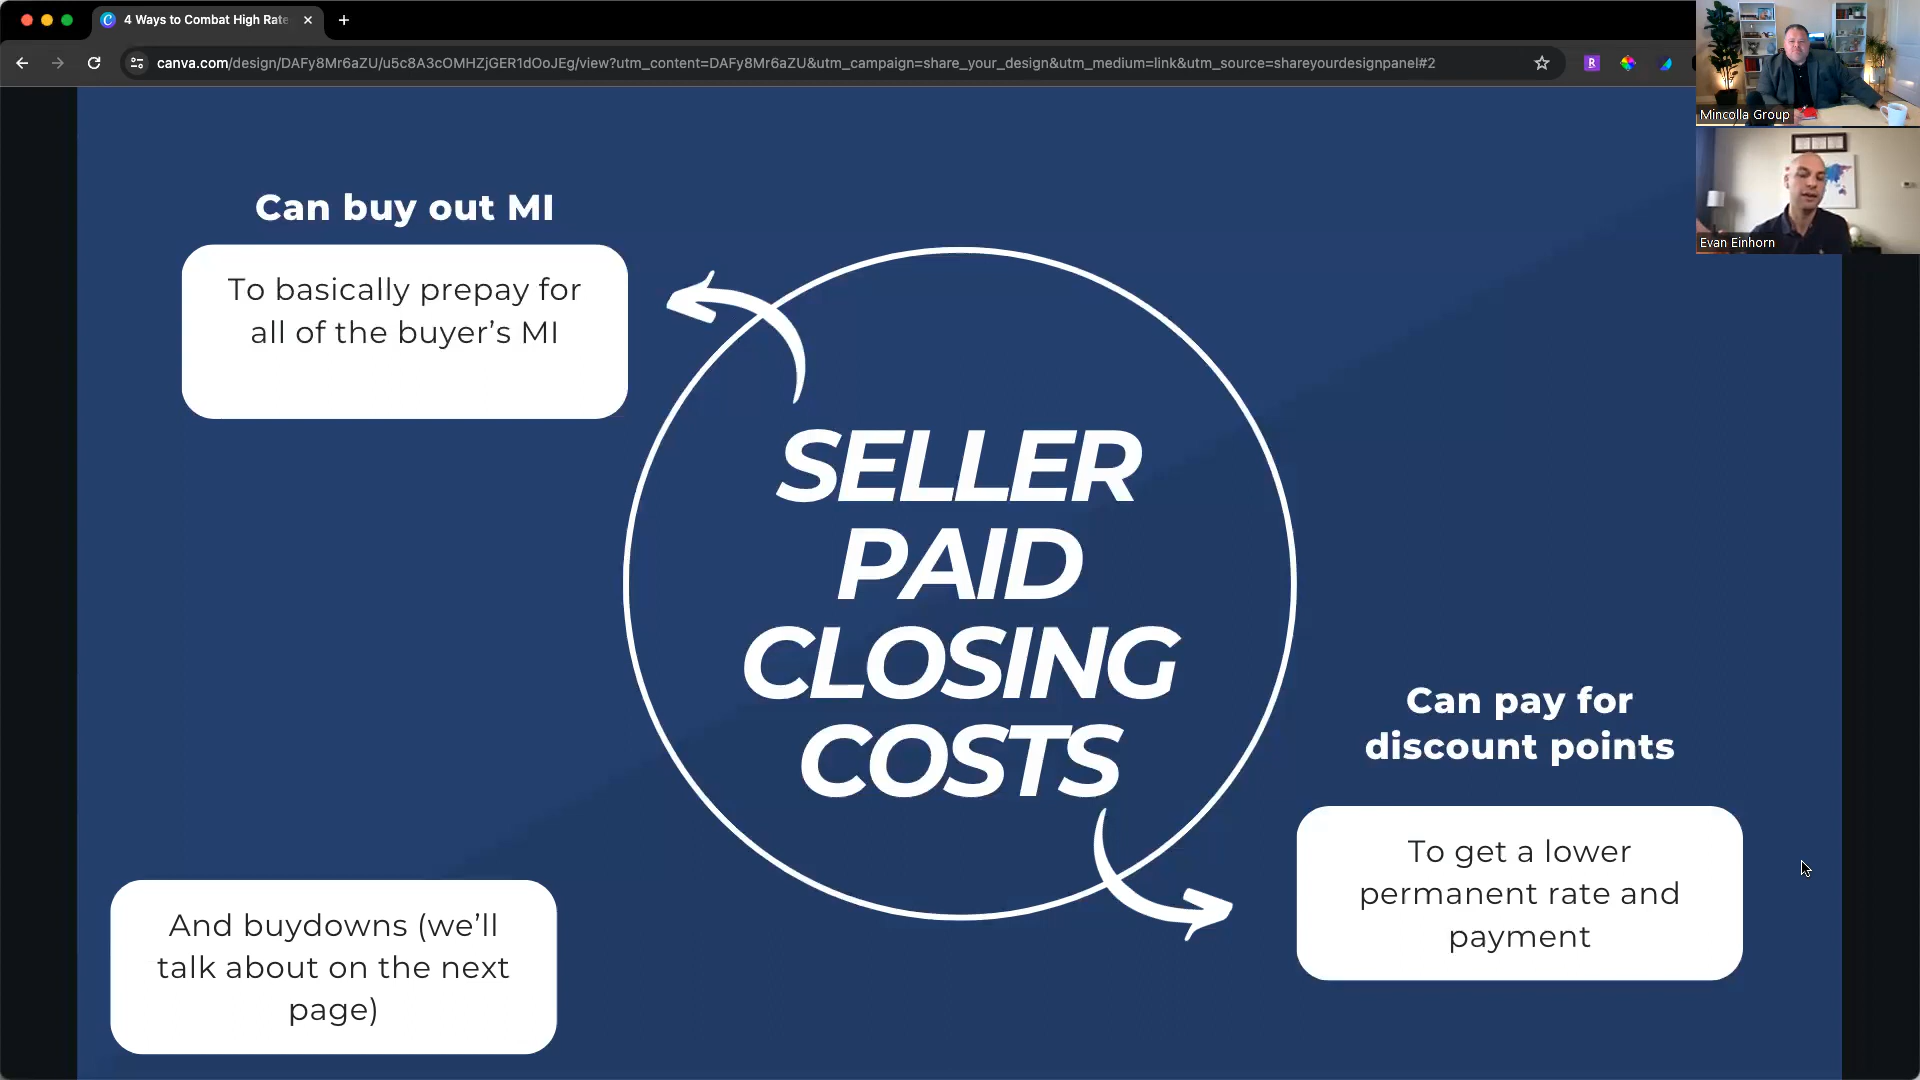 4 Ways to Combat High Rate
canva.com/design/DAFy8Mr6aZU/u5c8A3cOMHZjGER1dOoJEg/view?utm_content=DAFy8Mr6aZU&utm_campaign=share_your_design&utm_medium=link&utm_source=shareyourdesignpanel#2
R
Mincolla Group
Evan Einhorn
Can buy out MI
To basically prepay for
all of the buyer’s MI
SELLER
PAID
CLOSING
COSTS
Can pay for
discount points
To get a lower
permanent rate and
payment
And buydowns (we’ll
talk about on the next
page)